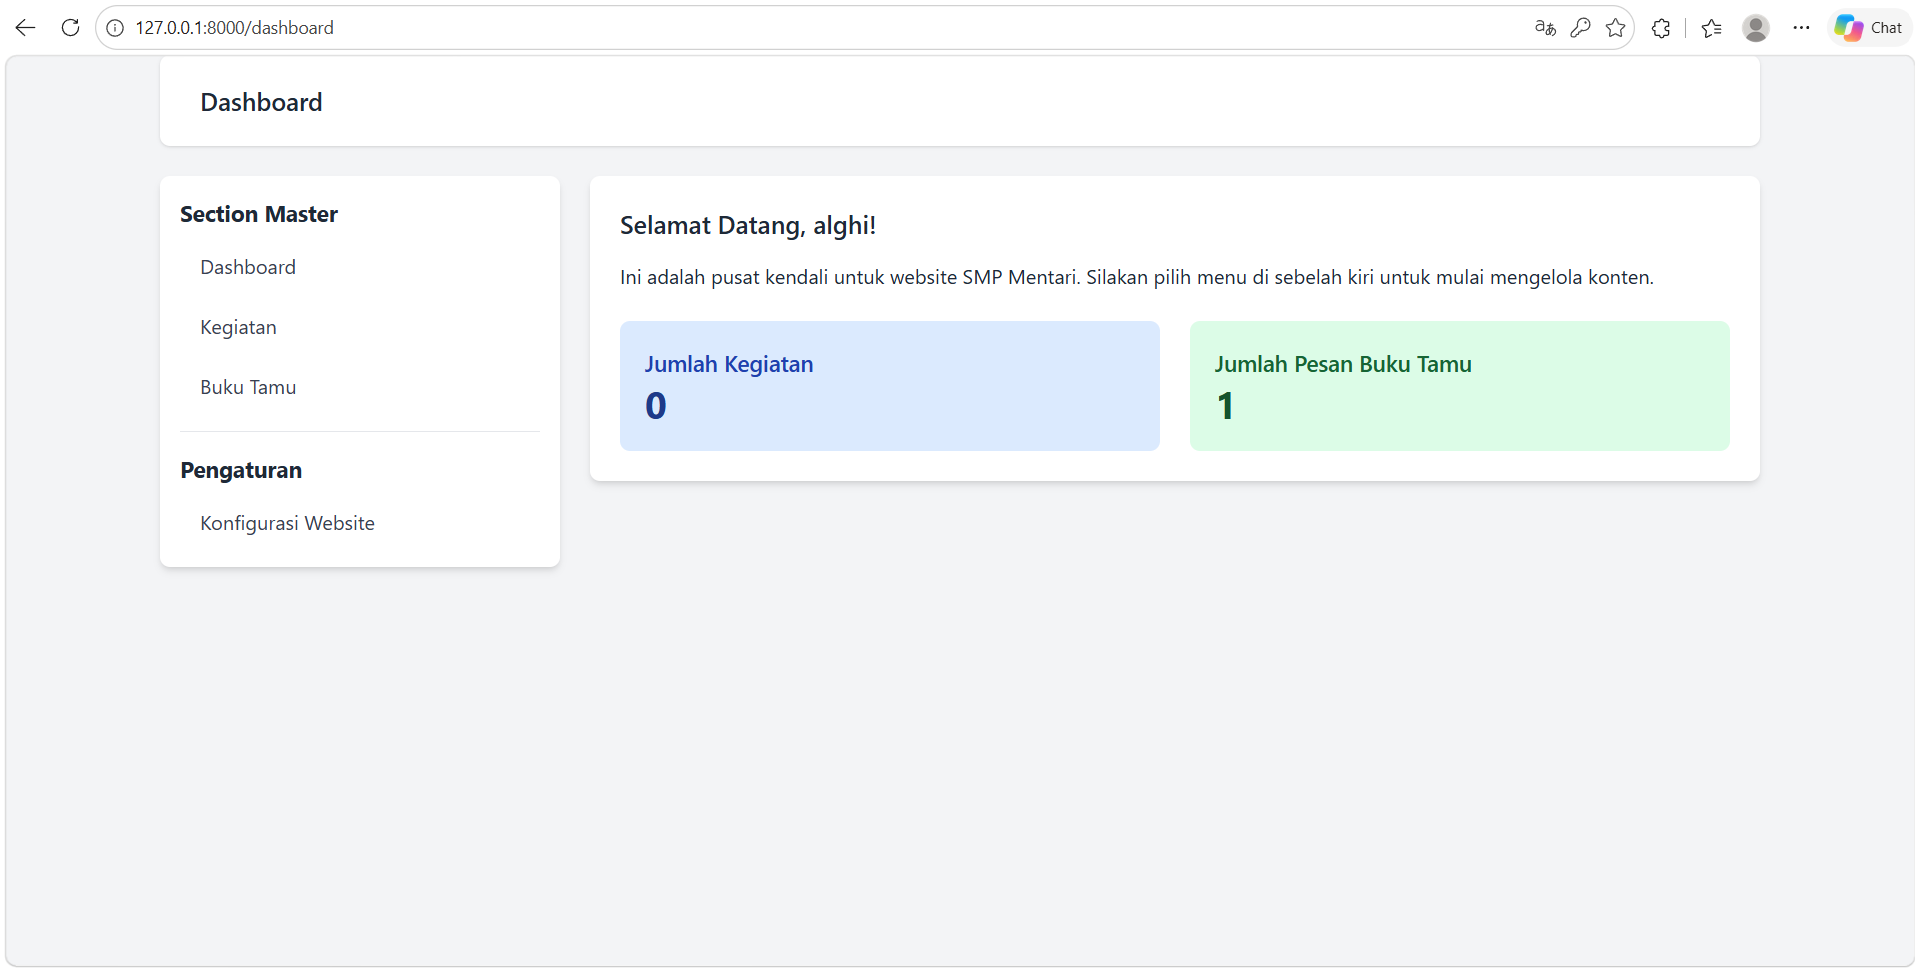 127.0.0.1:8000/dashboard
Chat
Dashboard
Section Master
Dashboard
Kegiatan
Buku Tamu
Pengaturan
Konfigurasi Website
Selamat Datang, alghi!
Ini adalah pusat kendali untuk website SMP Mentari. Silakan pilih menu di sebelah kiri untuk mulai mengelola konten.
Jumlah Kegiatan
0
Jumlah Pesan Buku Tamu
1